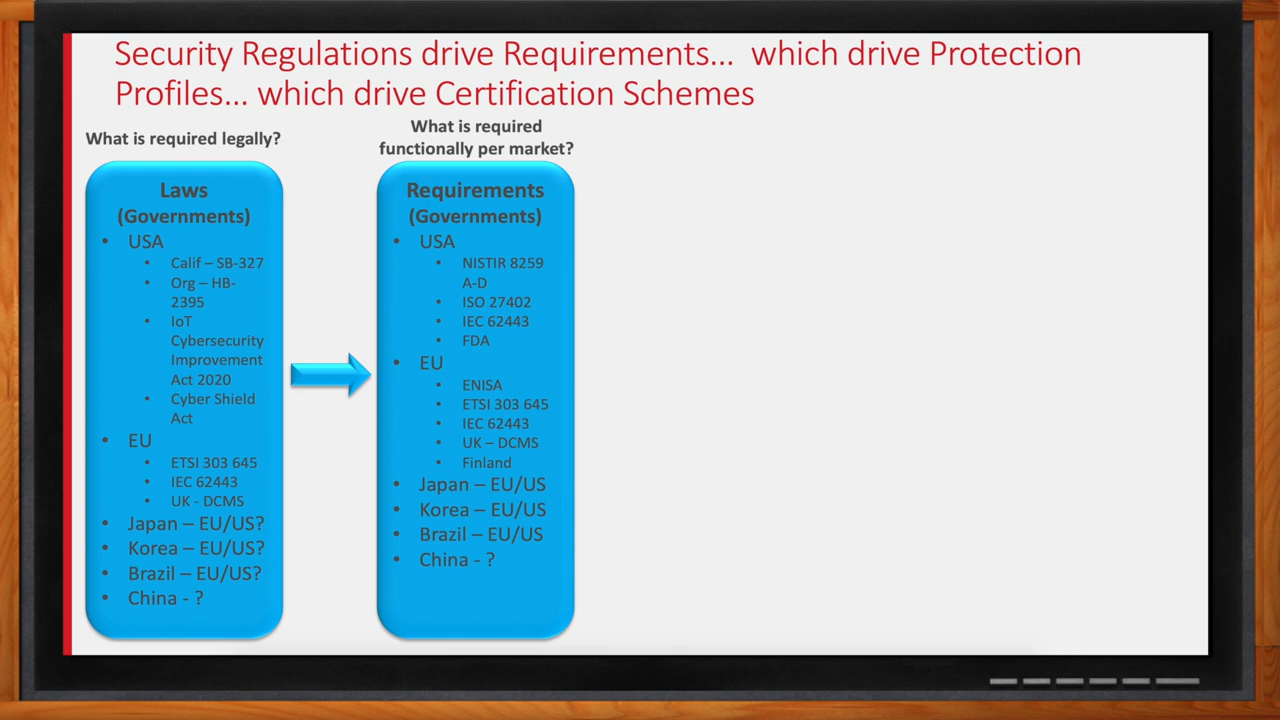 Security Regulations drive Requirements... which drive Protection
Profiles... which drive Certification Schemes
What is required legally?
Laws
(Governments)
• USA
• Calif – SB-327
• Org – HB-
2395
• IoT
Cybersecurity
Improvement
Act 2020
• Cyber Shield
Act
• EU
• ETSI 303 645
• IEC 62443
• UK - DCMS
• Japan – EU/US?
• Korea – EU/US?
• Brazil – EU/US?
• China - ?
What is required
functionally per market?
Requirements
(Governments)
• USA
• NISTIR 8259
A-D
• ISO 27402
• IEC 62443
• FDA
• EU
• ENISA
• ETSI 303 645
• IEC 62443
• UK – DCMS
• Finland
• Japan – EU/US
• Korea – EU/US
• Brazil – EU/US
• China - ?